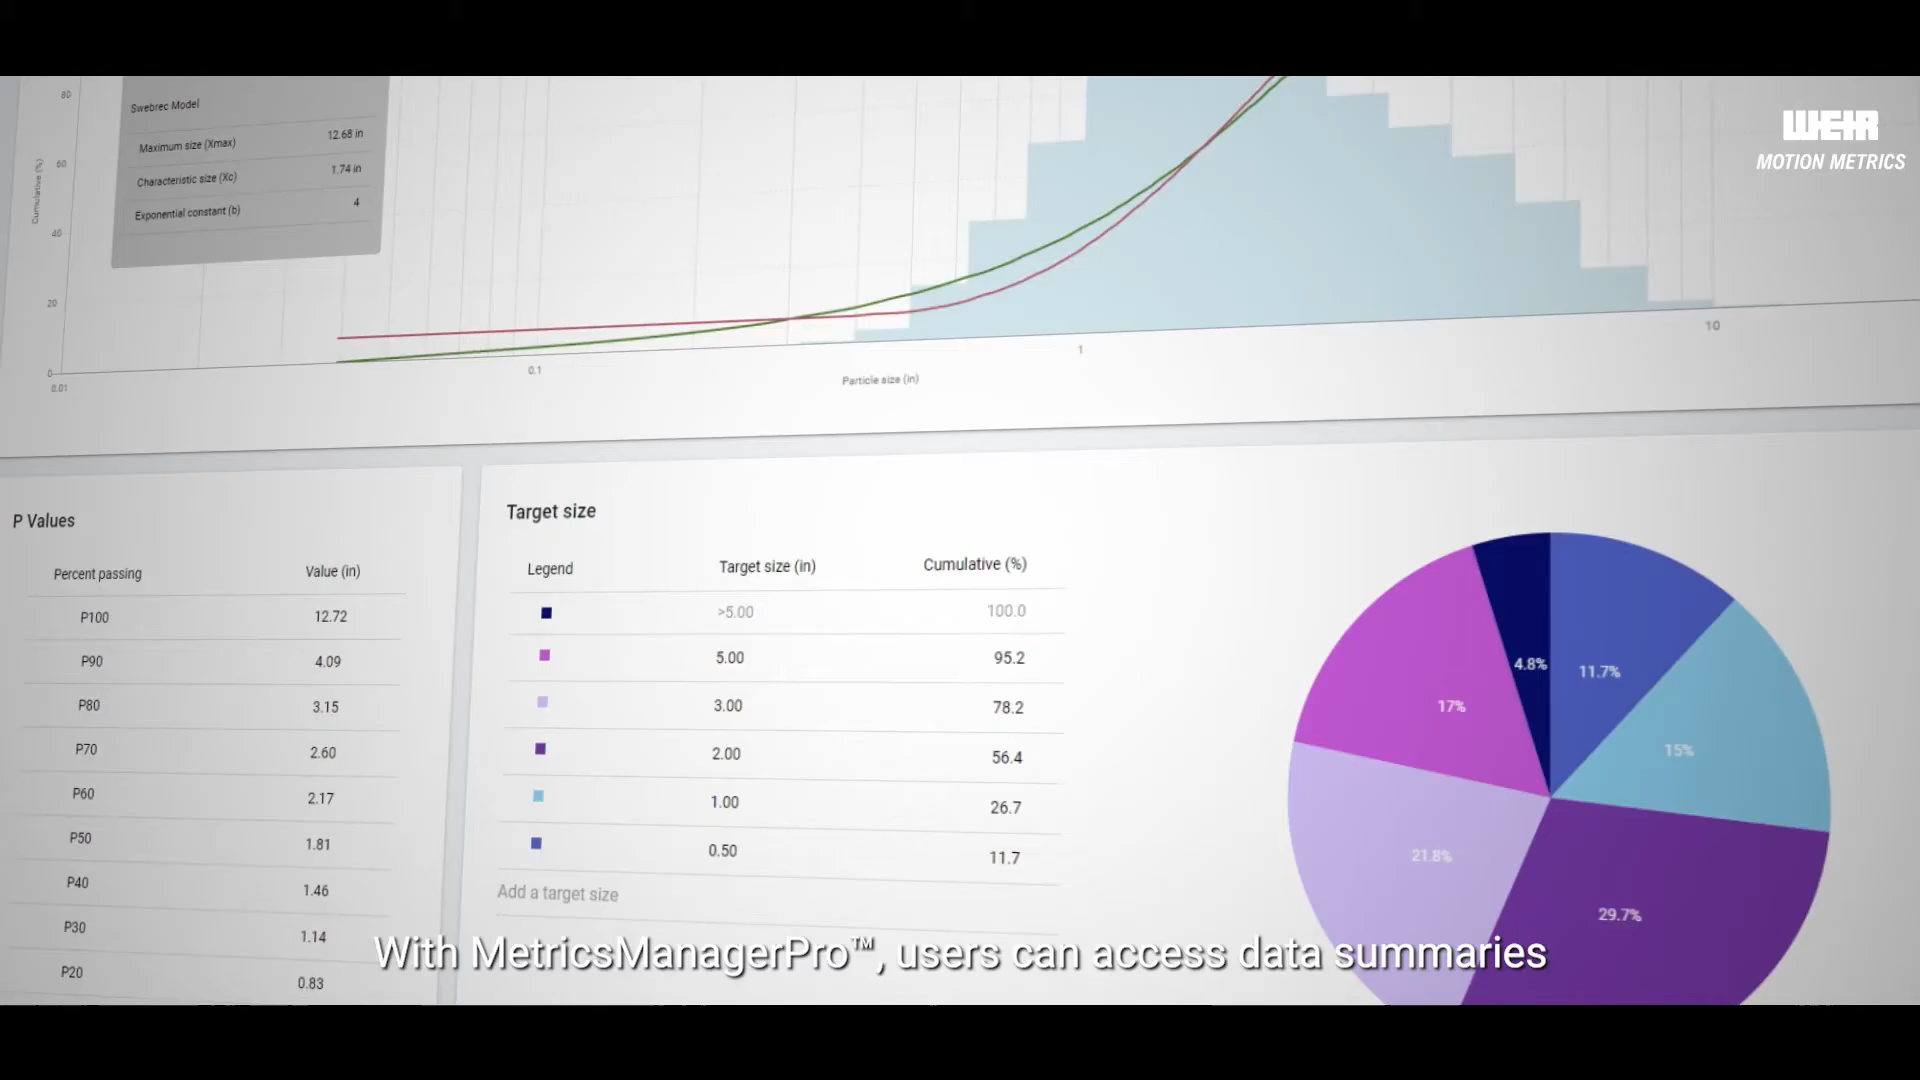 80
60
40
20
0
Cumulative (%)
Swebrec Model
Maximum size (Xmax) 12.68 in
Characteristic size (Xc) 1.74 in
Exponential constant (b) 4
0.01
0.1
1
10
Particle size (in)
WEIR
MOTION METRICS
P Values
Percent passing Value (in)
P100 12.72
P90 4.09
P80 3.15
P70 2.60
P60 2.17
P50 1.81
P40 1.46
P30 1.14
P20 0.83
Target size
Legend Target size (in) Cumulative (%)
>5.00 100.0
5.00 95.2
3.00 78.2
2.00 56.4
1.00 26.7
0.50 11.7
Add a target size
4.8%
11.7%
17%
15%
21.8%
29.7%
With MetricsManagerPro™, users can access data summaries